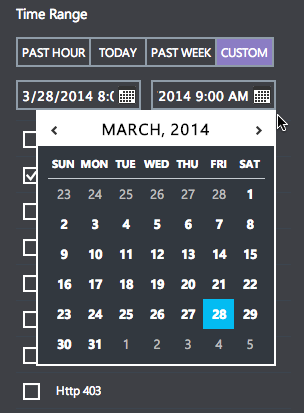 Time Range
PAST HOUR TODAY PAST WEEK CUSTOM
3/28/2014 8:0 2014 9:00 AM
MARCH, 2014
SUN MON TUE WED THU FRI SAT
23 24 25 26 27 28 1
2 3 4 5 6 7 8
9 10 11 12 13 14 15
16 17 18 19 20 21 22
23 24 25 26 27 28 29
30 31 1 2 3 4 5
Http 403